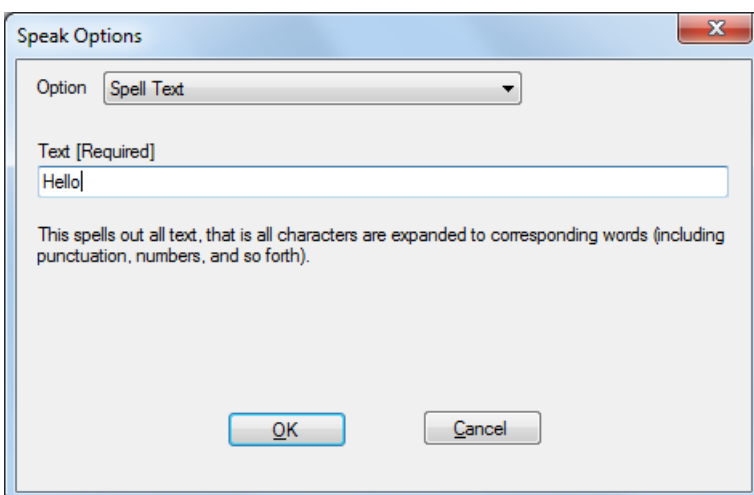 Speak Options
Option Spell Text
Text [Required]
Hello
This spells out all text, that is all characters are expanded to corresponding words (including
punctuation, numbers, and so forth).
OK Cancel